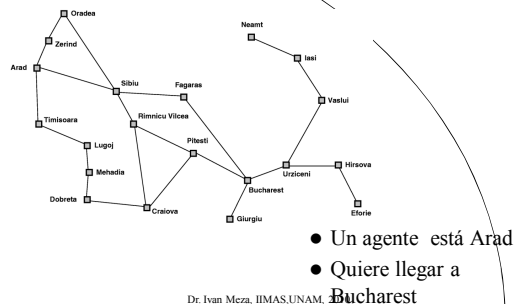 Oradea
Neamt
Zerind
Iasi
Arad
Sibiu
Fagaras
Vaslui
Rimnicu Vilcea
Timisoara
Pitesti
Lugoj
Hirsova
Mehadia
Urziceni
Bucharest
Dobreta
Craiova
Giurgiu
Eforie
● Un agente está Arad
● Quiere llegar a
Bucharest
Dr. Ivan Meza, IIMAS,UNAM,